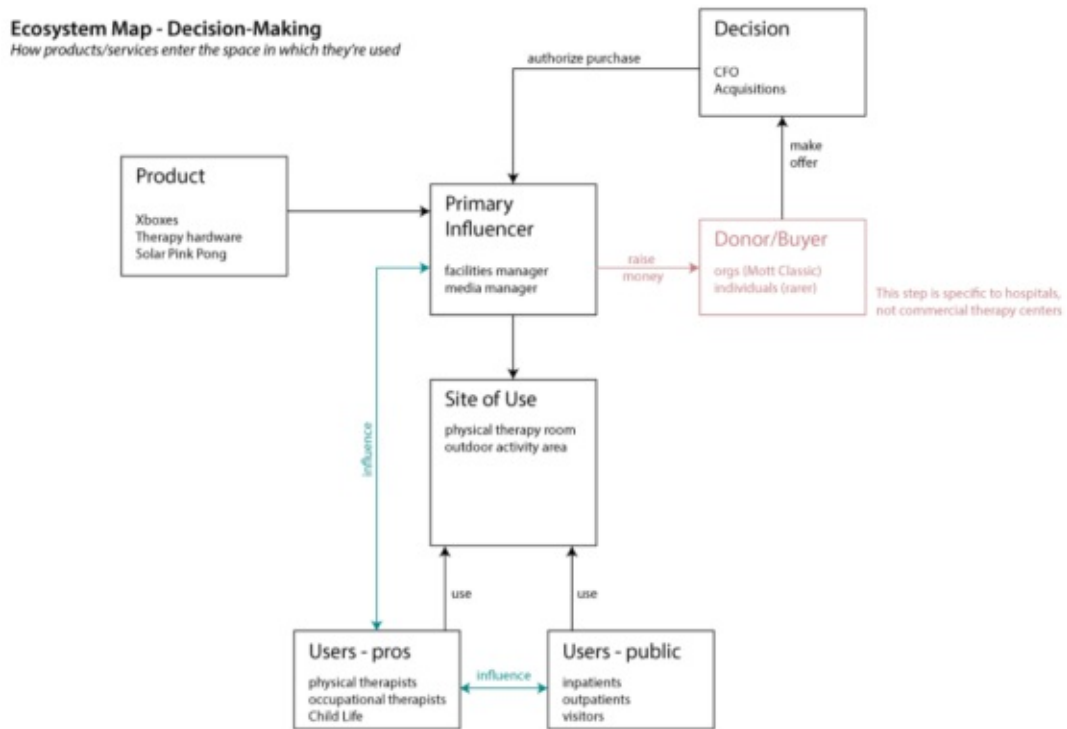 Ecosystem Map - Decision-Making
How products/services enter the space in which they're used
Decision
CFO
Acquisitions
authorize purchase
make
offer
Product
Xboxes
Therapy hardware
Solar Pink Pong
Primary
Influencer
facilities manager
media manager
raise
money
Donor/Buyer
orgs (Mott Classic)
individuals (rarer)
This step is specific to hospitals,
not commercial therapy centers
Site of Use
physical therapy room
outdoor activity area
influence
use
use
Users - pros
physical therapists
occupational therapists
Child Life
influence
Users - public
inpatients
outpatients
visitors